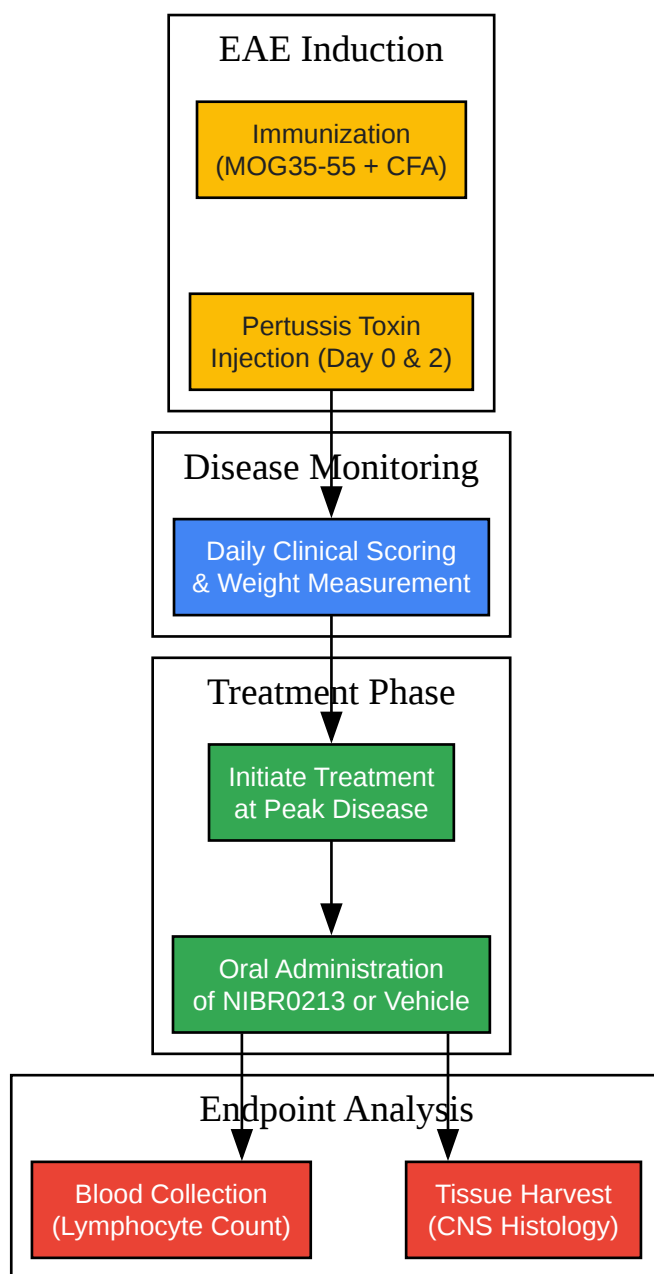 EAE Induction
Immunization
(MOG35-55 + CFA)
Pertussis Toxin
Injection (Day 0 & 2)
Disease Monitoring
Daily Clinical Scoring
& Weight Measurement
Treatment Phase
Initiate Treatment
at Peak Disease
Oral Administration
of NIBR0213 or Vehicle
Endpoint Analysis
Blood Collection
(Lymphocyte Count)
Tissue Harvest
(CNS Histology)